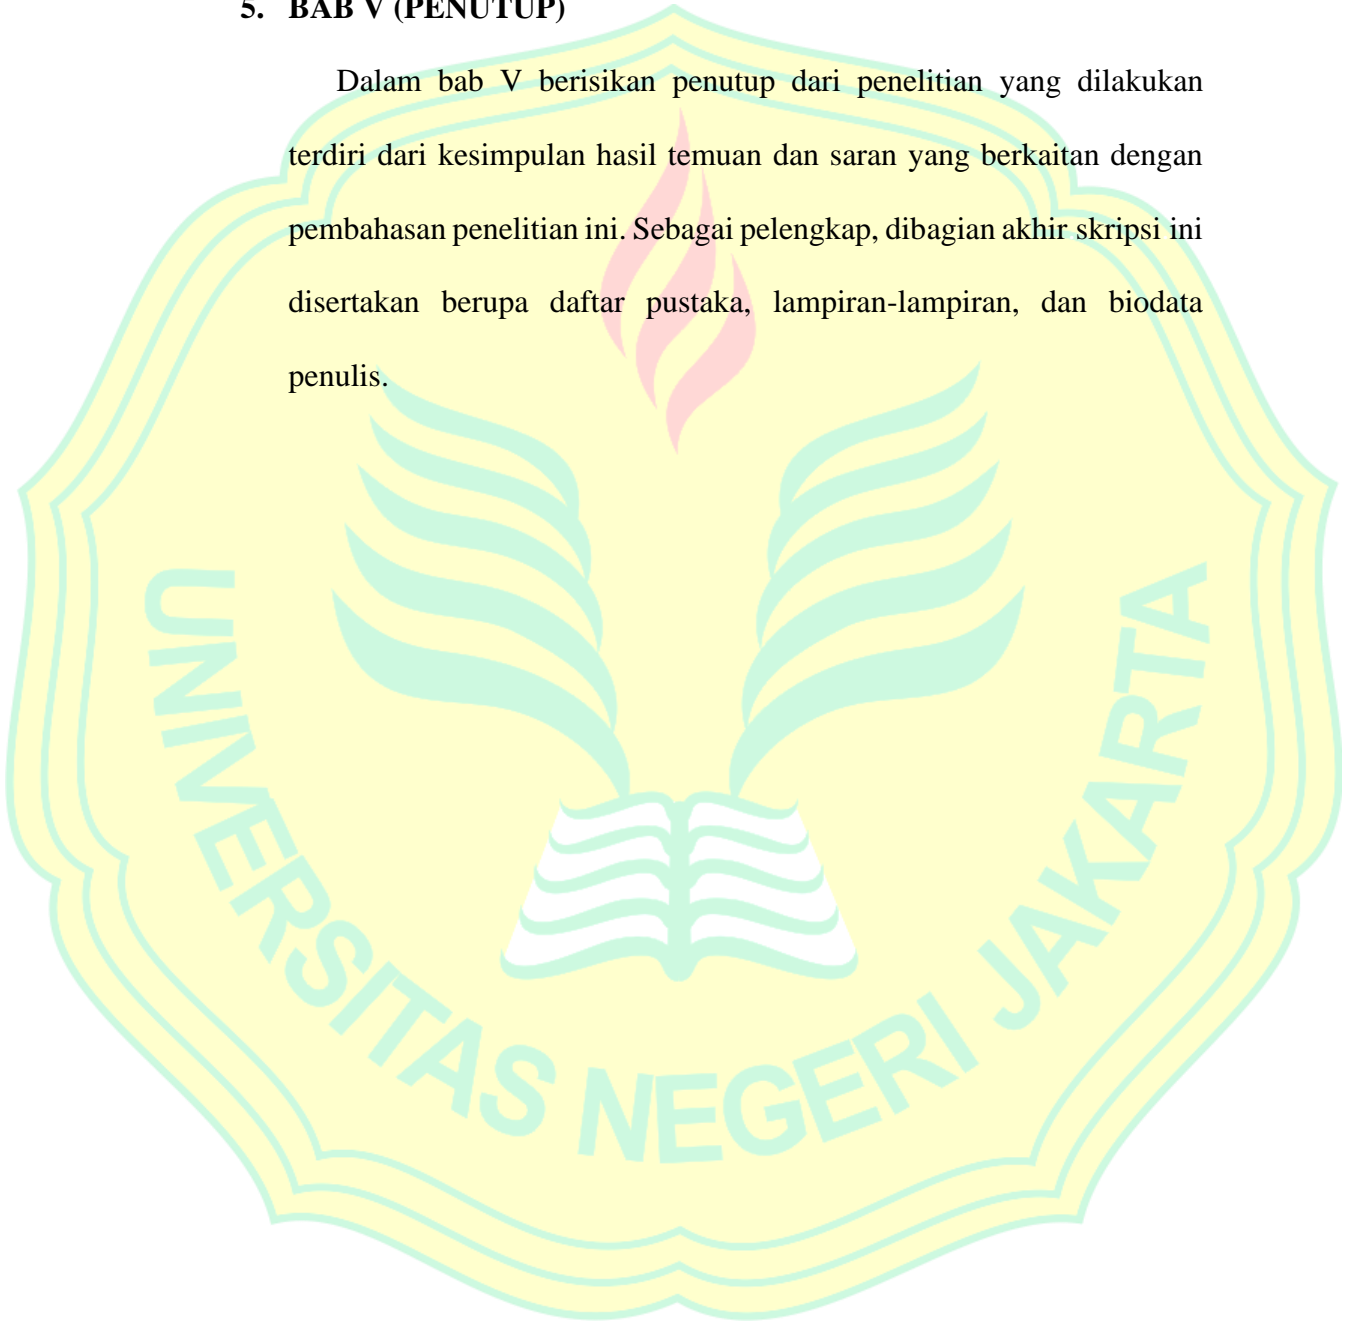 5. BAB V (PENUTUP)
Dalam bab V berisikan penutup dari penelitian yang dilakukan
terdiri dari kesimpulan hasil temuan dan saran yang berkaitan dengan
pembahasan penelitian ini. Sebagai pelengkap, dibagian akhir skripsi ini
disertakan berupa daftar pustaka, lampiran-lampiran, dan biodata
penulis.
UNIVERSITAS NEGERI JAKARTA